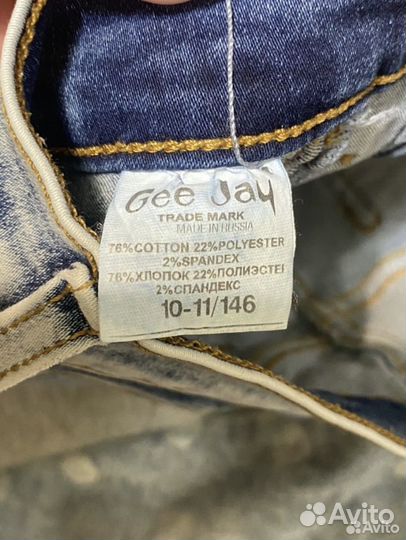 Gee Jay
TRADE MARK
MADE IN RUSSIA
76%COTTON 22%POLYESTER
2%SPANDEX
76%ХЛОПОК 22%ПОЛИЭСТЕ
2%СПАНДЕКС
10-11/146
Avito
Avito